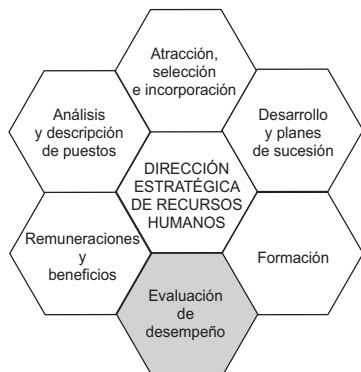 Atracción,
selección
e incorporación
Análisis
y descripción
de puestos
Desarrollo
y planes
de sucesión
DIRECCIÓN
ESTRATÉGICA
DE RECURSOS
HUMANOS
Remuneraciones
y
beneficios
Formación
Evaluación
de
desempeño